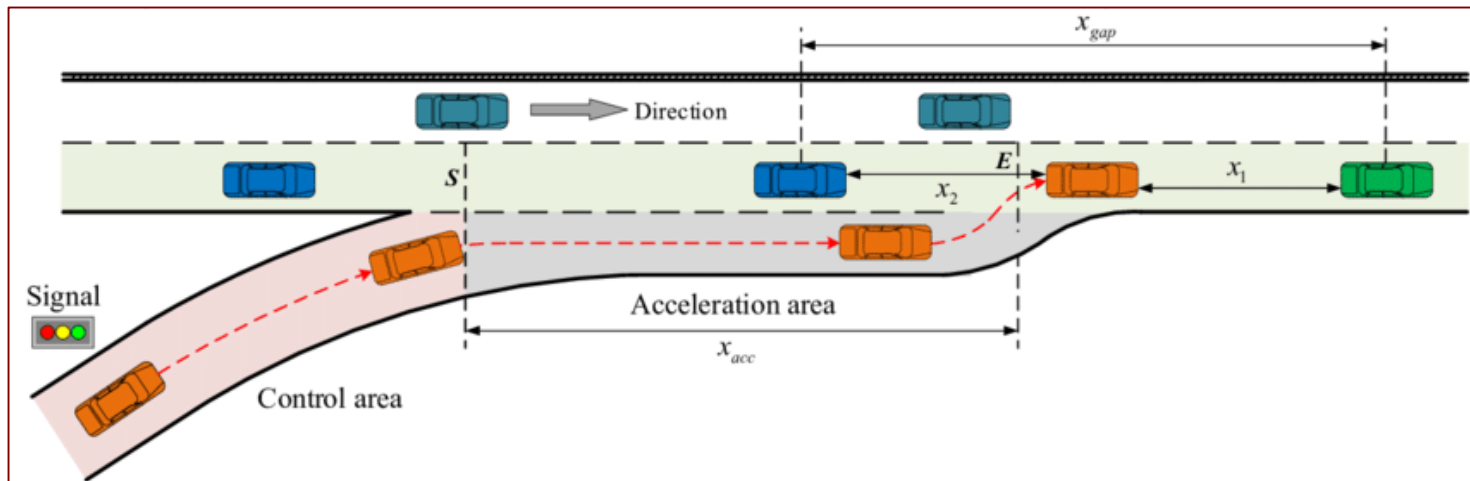 x_gap
Direction
S
E
x_2
x_1
Signal
Acceleration area
x_acc
Control area